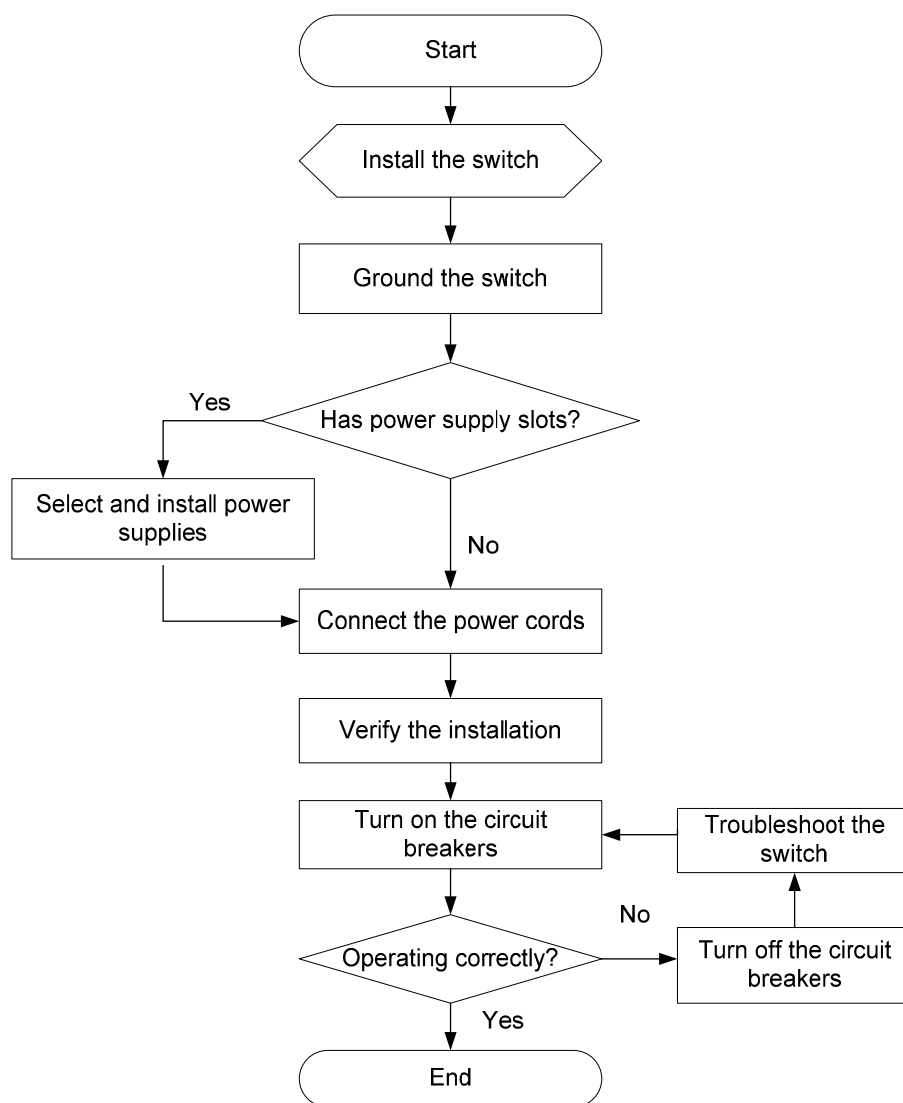 Start
Install the switch
Ground the switch
Has power supply slots?
Yes
Select and install power
supplies
No
Connect the power cords
Verify the installation
Turn on the circuit
breakers
Troubleshoot the
switch
Operating correctly?
No
Turn off the circuit
breakers
Yes
End